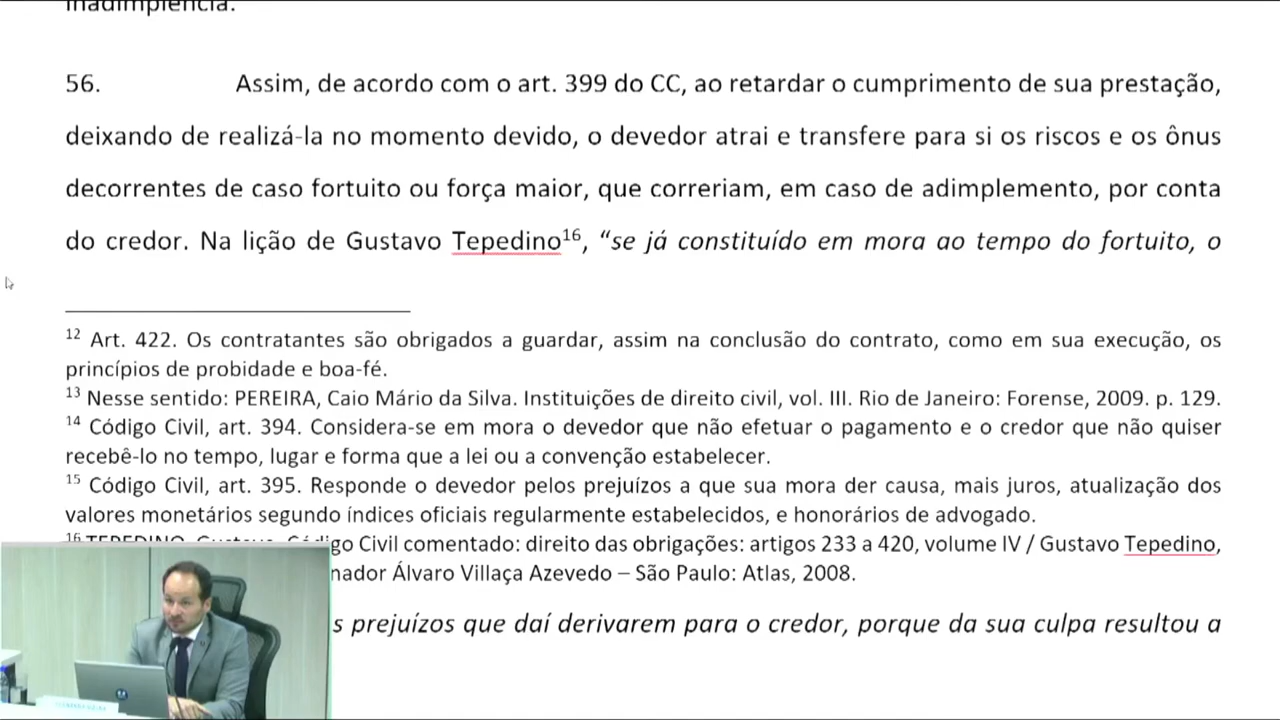 inadimplência.
56. Assim, de acordo com o art. 399 do CC, ao retardar o cumprimento de sua prestação,
deixando de realizá-la no momento devido, o devedor atrai e transfere para si os riscos e os ônus
decorrentes de caso fortuito ou força maior, que correriam, em caso de adimplemento, por conta
do credor. Na lição de Gustavo Tepedino16, “se já constituído em mora ao tempo do fortuito, o
12 Art. 422. Os contratantes são obrigados a guardar, assim na conclusão do contrato, como em sua execução, os
princípios de probidade e boa-fé.
13 Nesse sentido: PEREIRA, Caio Mário da Silva. Instituições de direito civil, vol. III. Rio de Janeiro: Forense, 2009. p. 129.
14 Código Civil, art. 394. Considera-se em mora o devedor que não efetuar o pagamento e o credor que não quiser
recebê-lo no tempo, lugar e forma que a lei ou a convenção estabelecer.
15 Código Civil, art. 395. Responde o devedor pelos prejuízos a que sua mora der causa, mais juros, atualização dos
valores monetários segundo índices oficiais regularmente estabelecidos, e honorários de advogado.
16 TEPEDINO, Gustavo. Código Civil comentado: direito das obrigações: artigos 233 a 420, volume IV / Gustavo Tepedino,
nador Álvaro Villaça Azevedo – São Paulo: Atlas, 2008.
s prejuízos que daí derivarem para o credor, porque da sua culpa resultou a